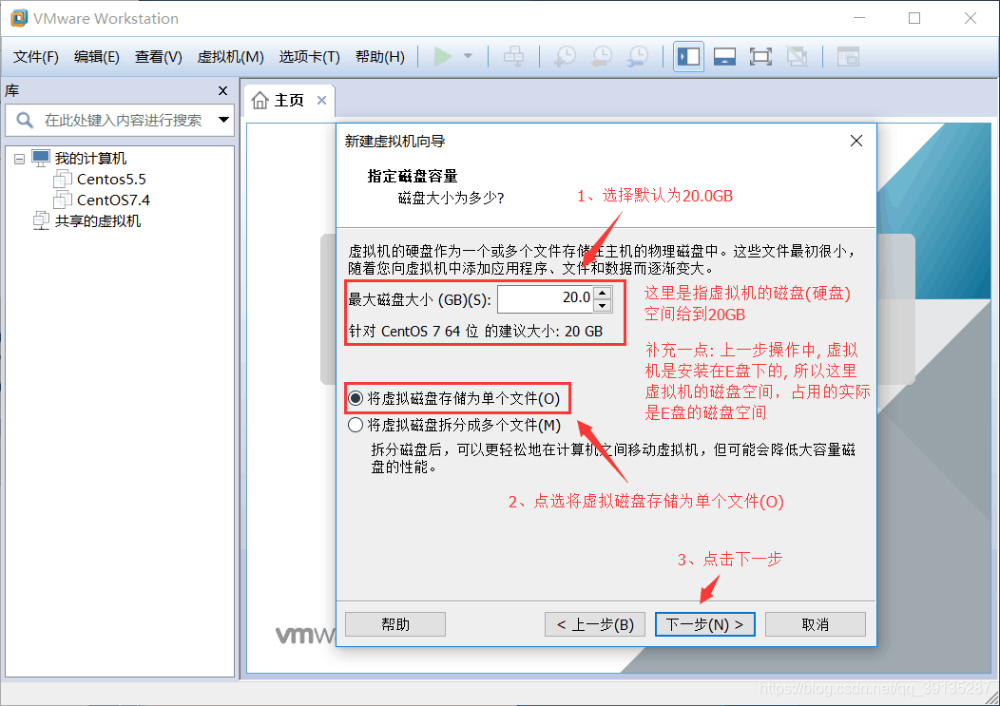 VMware Workstation
文件(F) 编辑(E) 查看(V) 虚拟机(M) 选项卡(T) 帮助(H)
库
在此处键入内容进行搜索
我的计算机
Centos5.5
CentOS7.4
共享的虚拟机
主页
新建虚拟机向导
指定磁盘容量
磁盘大小为多少?
1、选择默认为20.0GB
虚拟机的硬盘作为一个或多个文件存储在主机的物理磁盘中。这些文件最初很小，
随着您向虚拟机中添加应用程序、文件和数据而逐渐变大。
最大磁盘大小 (GB)(S): 20.0
针对 CentOS 7 64 位 的建议大小: 20 GB
这里是指虚拟机的磁盘(硬盘)
空间给到20GB
补充一点: 上一步操作中, 虚拟
机是安装在E盘下的, 所以这里
虚拟机的磁盘空间，占用的实际
是E盘的磁盘空间
将虚拟磁盘存储为单个文件(O)
将虚拟磁盘拆分成多个文件(M)
拆分磁盘后，可以更轻松地在计算机之间移动虚拟机，但可能会降低大容量磁
盘的性能。
2、点选将虚拟磁盘存储为单个文件(O)
3、点击下一步
帮助 < 上一步(B) 下一步(N) > 取消
vmw
https://blog.csdn.net/qq_39135287